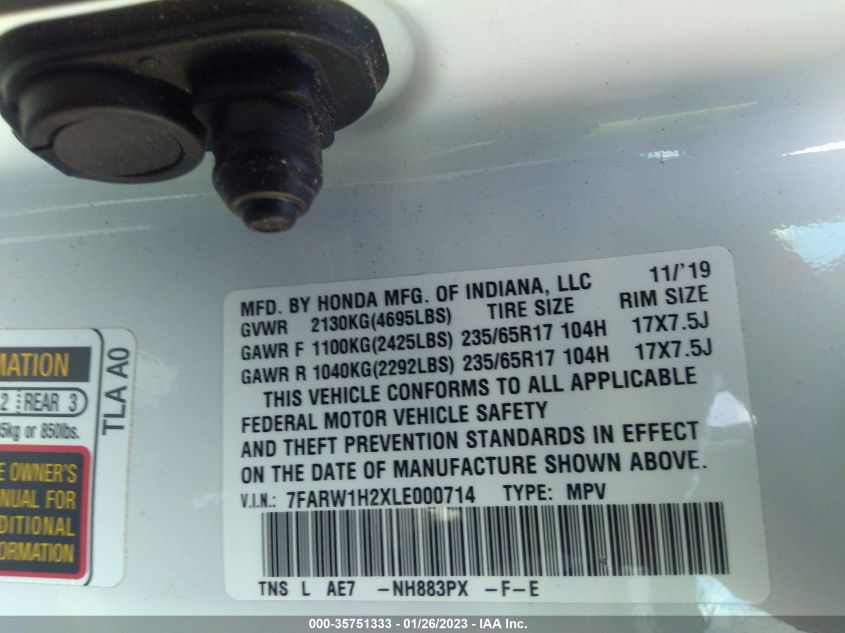 MFD. BY HONDA MFG. OF INDIANA, LLC 11/'19
GVWR 2130KG(4695LBS) TIRE SIZE RIM SIZE
GAWR F 1100KG(2425LBS) 235/65R17 104H 17X7.5J
GAWR R 1040KG(2292LBS) 235/65R17 104H 17X7.5J
THIS VEHICLE CONFORMS TO ALL APPLICABLE
FEDERAL MOTOR VEHICLE SAFETY
AND THEFT PREVENTION STANDARDS IN EFFECT
ON THE DATE OF MANUFACTURE SHOWN ABOVE.
V.I.N.: 7FARW1H2XLE000714 TYPE: MPV
TNS L AE7 -NH883PX -F-E
MATION
2 REAR 3
5kg or 850lbs.
E OWNER'S
NUAL FOR
DITIONAL
ORMATION
TLA A0
000-35751333 - 01/26/2023 - IAA Inc.